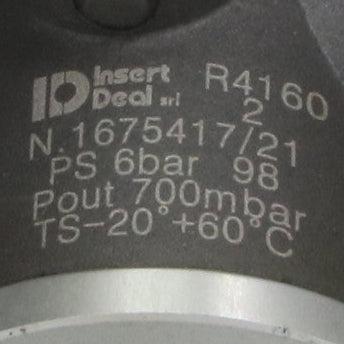 ID Insert Deal srl R4160
2
N.1675417/21
PS 6bar 98
Pout 700mbar
TS-20°+60°C